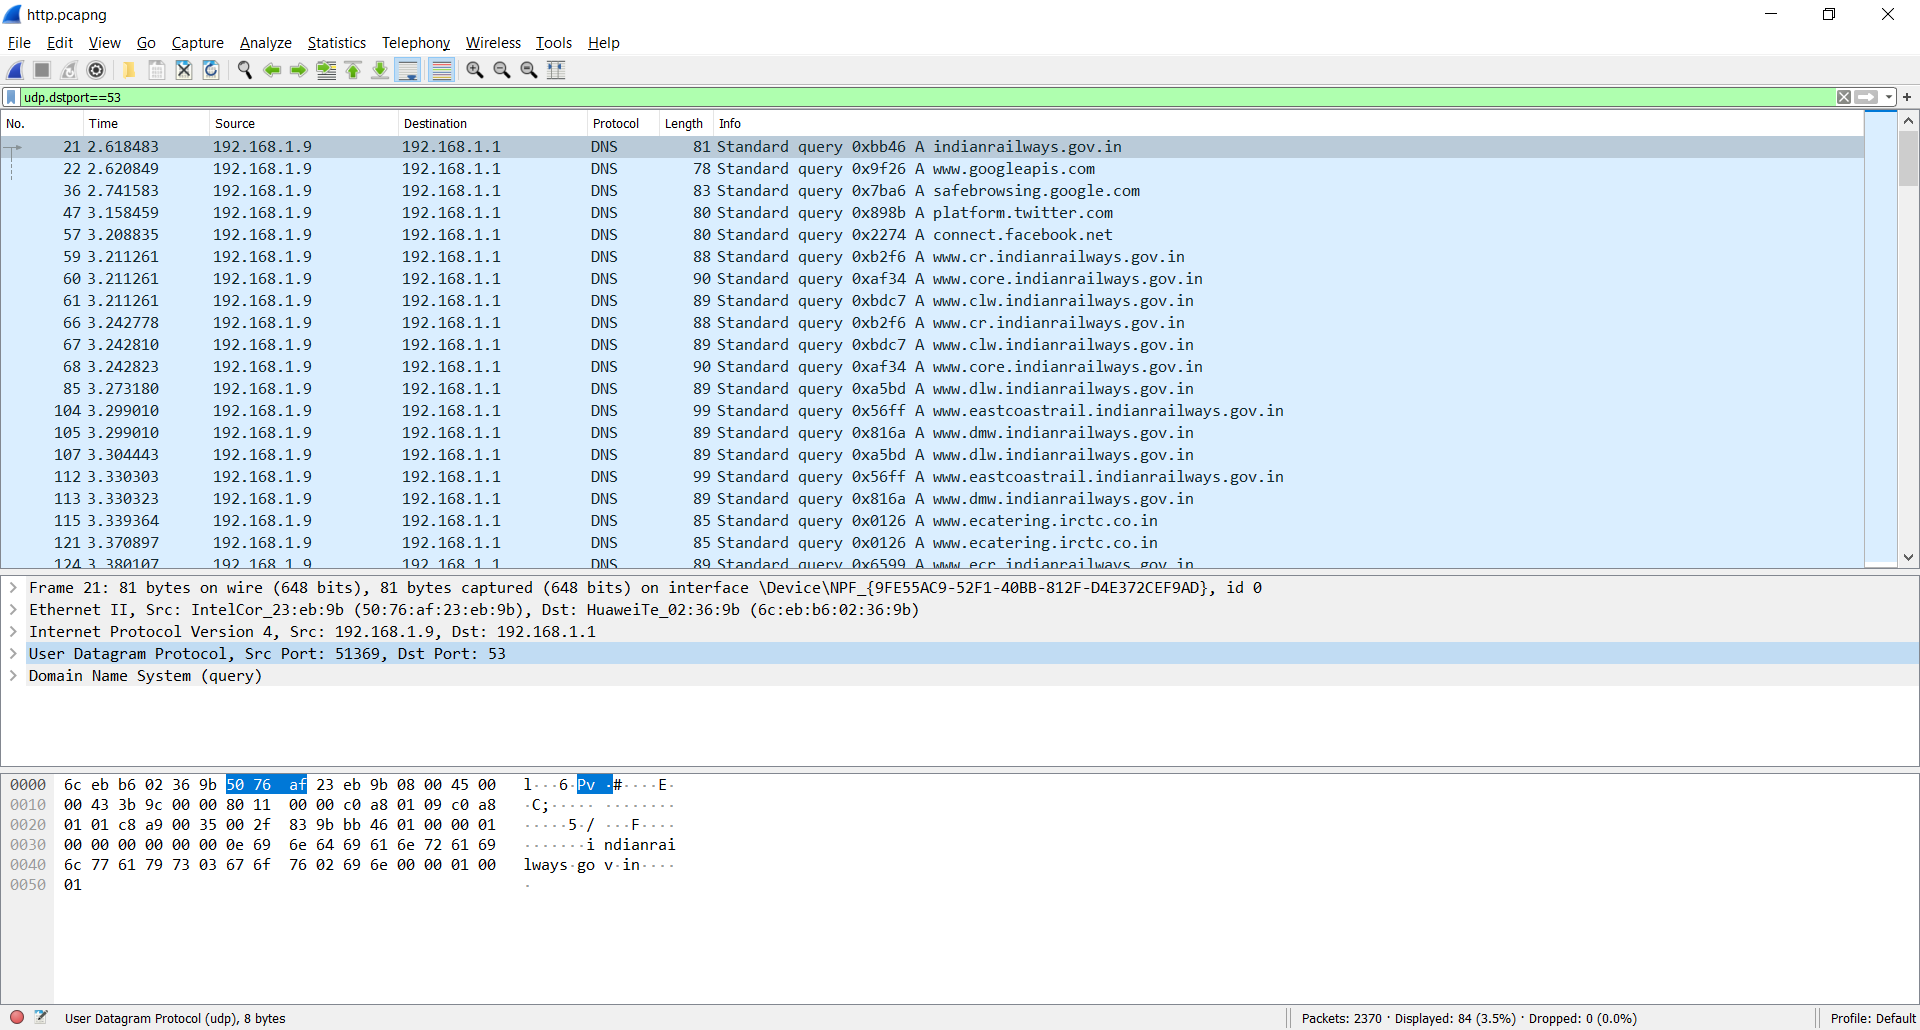 http.pcapng
File Edit View Go Capture Analyze Statistics Telephony Wireless Tools Help
udp.dstport==53
No. Time Source Destination Protocol Length Info
21 2.618483 192.168.1.9 192.168.1.1 DNS 81 Standard query 0xbb46 A indianrailways.gov.in
22 2.620849 192.168.1.9 192.168.1.1 DNS 78 Standard query 0x9f26 A www.googleapis.com
36 2.741583 192.168.1.9 192.168.1.1 DNS 83 Standard query 0x7ba6 A safebrowsing.google.com
47 3.158459 192.168.1.9 192.168.1.1 DNS 80 Standard query 0x898b A platform.twitter.com
57 3.208835 192.168.1.9 192.168.1.1 DNS 80 Standard query 0x2274 A connect.facebook.net
59 3.211261 192.168.1.9 192.168.1.1 DNS 88 Standard query 0xb2f6 A www.cr.indianrailways.gov.in
60 3.211261 192.168.1.9 192.168.1.1 DNS 90 Standard query 0xaf34 A www.core.indianrailways.gov.in
61 3.211261 192.168.1.9 192.168.1.1 DNS 89 Standard query 0xbdc7 A www.clw.indianrailways.gov.in
66 3.242778 192.168.1.9 192.168.1.1 DNS 88 Standard query 0xb2f6 A www.cr.indianrailways.gov.in
67 3.242810 192.168.1.9 192.168.1.1 DNS 89 Standard query 0xbdc7 A www.clw.indianrailways.gov.in
68 3.242823 192.168.1.9 192.168.1.1 DNS 90 Standard query 0xaf34 A www.core.indianrailways.gov.in
85 3.273180 192.168.1.9 192.168.1.1 DNS 89 Standard query 0xa5bd A www.dlw.indianrailways.gov.in
104 3.299010 192.168.1.9 192.168.1.1 DNS 99 Standard query 0x56ff A www.eastcoastrail.indianrailways.gov.in
105 3.299010 192.168.1.9 192.168.1.1 DNS 89 Standard query 0x816a A www.dmw.indianrailways.gov.in
107 3.304443 192.168.1.9 192.168.1.1 DNS 89 Standard query 0xa5bd A www.dlw.indianrailways.gov.in
112 3.330303 192.168.1.9 192.168.1.1 DNS 99 Standard query 0x56ff A www.eastcoastrail.indianrailways.gov.in
113 3.330323 192.168.1.9 192.168.1.1 DNS 89 Standard query 0x816a A www.dmw.indianrailways.gov.in
115 3.339364 192.168.1.9 192.168.1.1 DNS 85 Standard query 0x0126 A www.ecatering.irctc.co.in
121 3.370897 192.168.1.9 192.168.1.1 DNS 85 Standard query 0x0126 A www.ecatering.irctc.co.in
124 3.380107 192.168.1.9 192.168.1.1 DNS 89 Standard query 0x6599 A www.ecr.indianrailways.gov.in
Frame 21: 81 bytes on wire (648 bits), 81 bytes captured (648 bits) on interface \Device\NPF_{9FE55AC9-52F1-40BB-812F-D4E372CEF9AD}, id 0
Ethernet II, Src: IntelCor_23:eb:9b (50:76:af:23:eb:9b), Dst: HuaweiTe_02:36:9b (6c:eb:b6:02:36:9b)
Internet Protocol Version 4, Src: 192.168.1.9, Dst: 192.168.1.1
User Datagram Protocol, Src Port: 51369, Dst Port: 53
Domain Name System (query)
0000 6c eb b6 02 36 9b 50 76 af 23 eb 9b 08 00 45 00 l···6·Pv ·#····E·
0010 00 43 3b 9c 00 00 80 11 00 00 c0 a8 01 09 c0 a8 ·C;····· ········
0020 01 01 c8 a9 00 35 00 2f 83 9b bb 46 01 00 00 01 ·····5·/ ···F····
0030 00 00 00 00 00 00 0e 69 6e 64 69 61 6e 72 61 69 ·······i ndianrai
0040 6c 77 61 79 73 03 67 6f 76 02 69 6e 00 00 01 00 lways·go v·in····
0050 01 ·
User Datagram Protocol (udp), 8 bytes
Packets: 2370 · Displayed: 84 (3.5%) · Dropped: 0 (0.0%)
Profile: Default